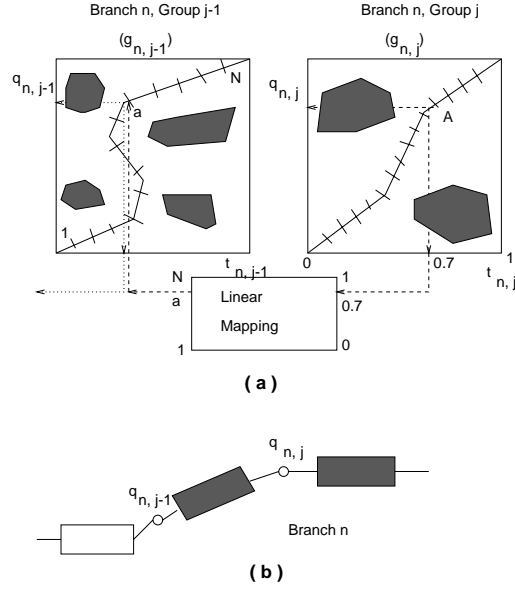 Branch n, Group j-1
Branch n, Group j
(g n, j-1)
(g n, j)
q n, j-1
N
a
1
q n, j
A
t n, j-1
0
0.7
1
t n, j
N
a
1
Linear
Mapping
1
0.7
0
( a )
q n, j
q n, j-1
Branch n
( b )